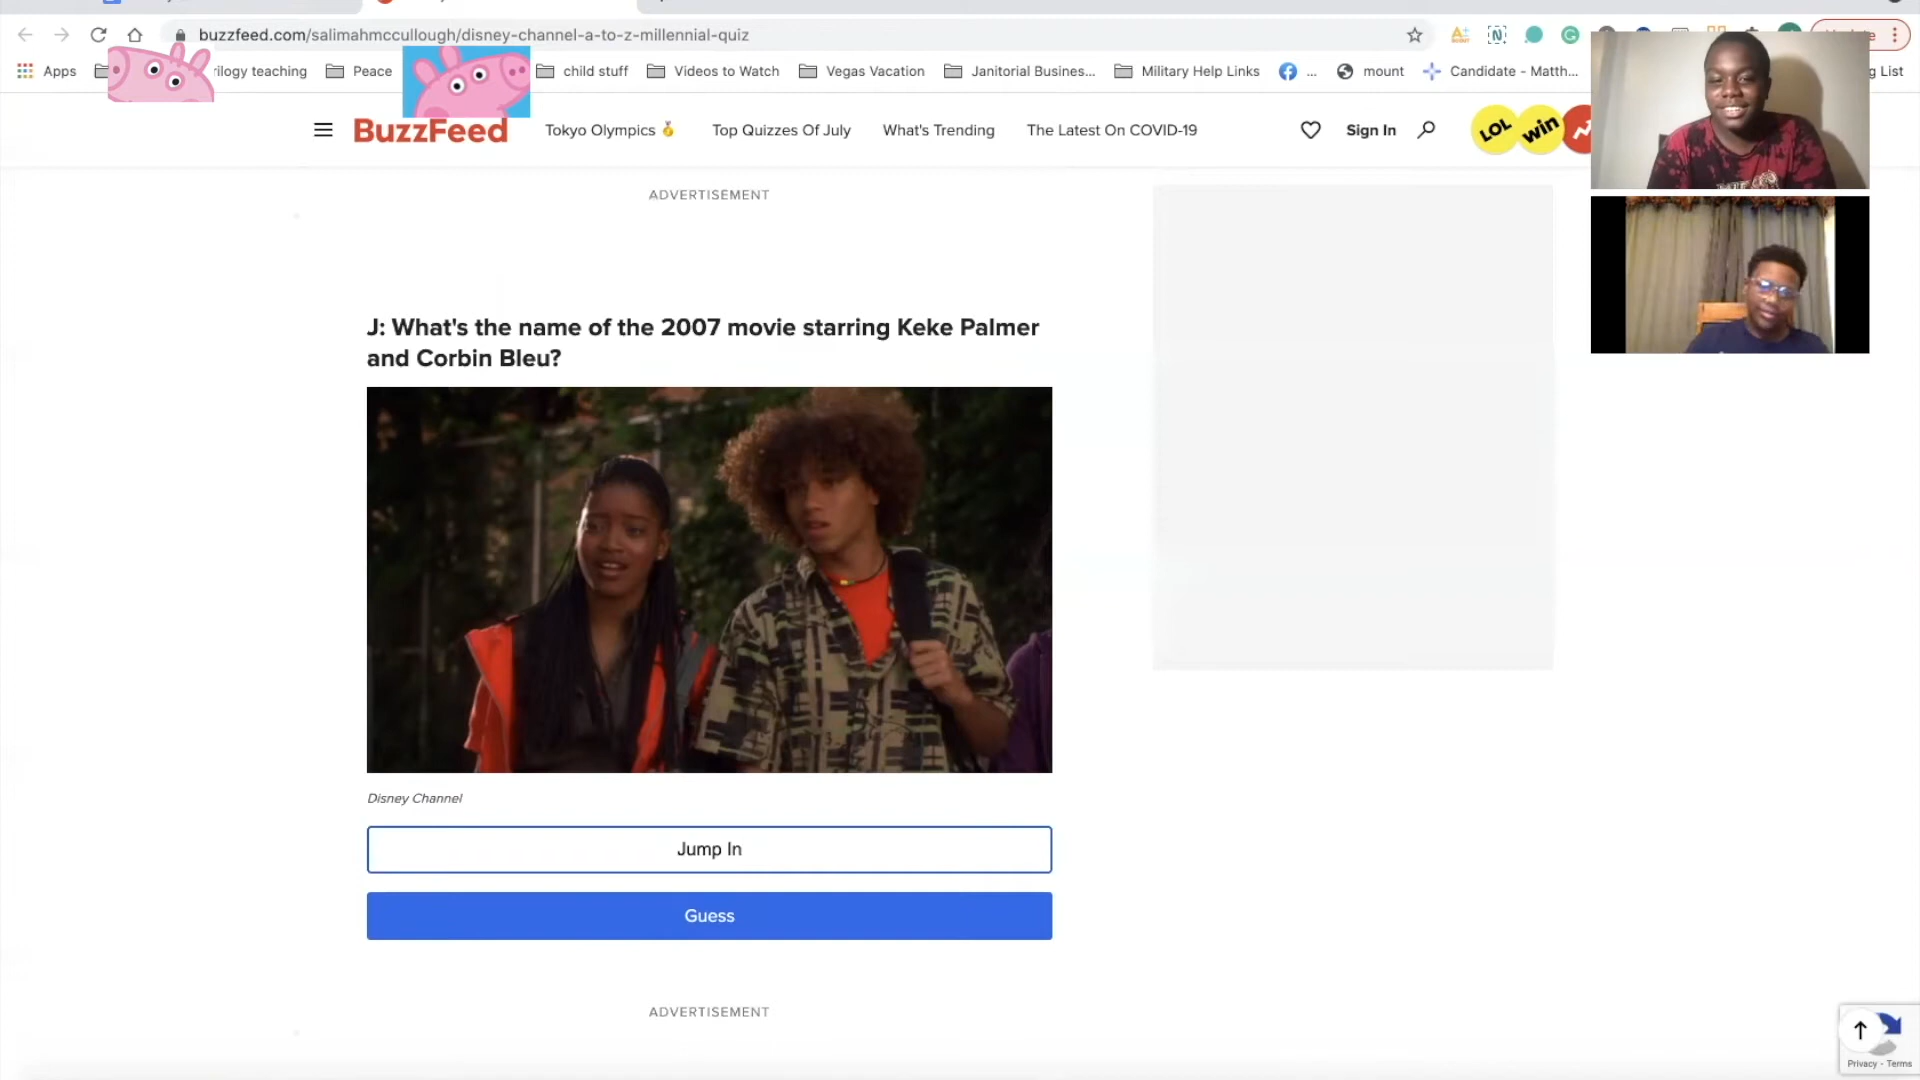 buzzfeed.com/salimahmccullough/disney-channel-a-to-z-millennial-quiz
Apps
rilogy teaching
Peace
child stuff
Videos to Watch
Vegas Vacation
Janitorial Busines...
Military Help Links
...
mount
Candidate - Matth...
g List
BuzzFeed
Tokyo Olympics
Top Quizzes Of July
What's Trending
The Latest On COVID-19
Sign In
LOL
win
ADVERTISEMENT
J: What's the name of the 2007 movie starring Keke Palmer
and Corbin Bleu?
Disney Channel
Jump In
Guess
ADVERTISEMENT
Privacy - Terms